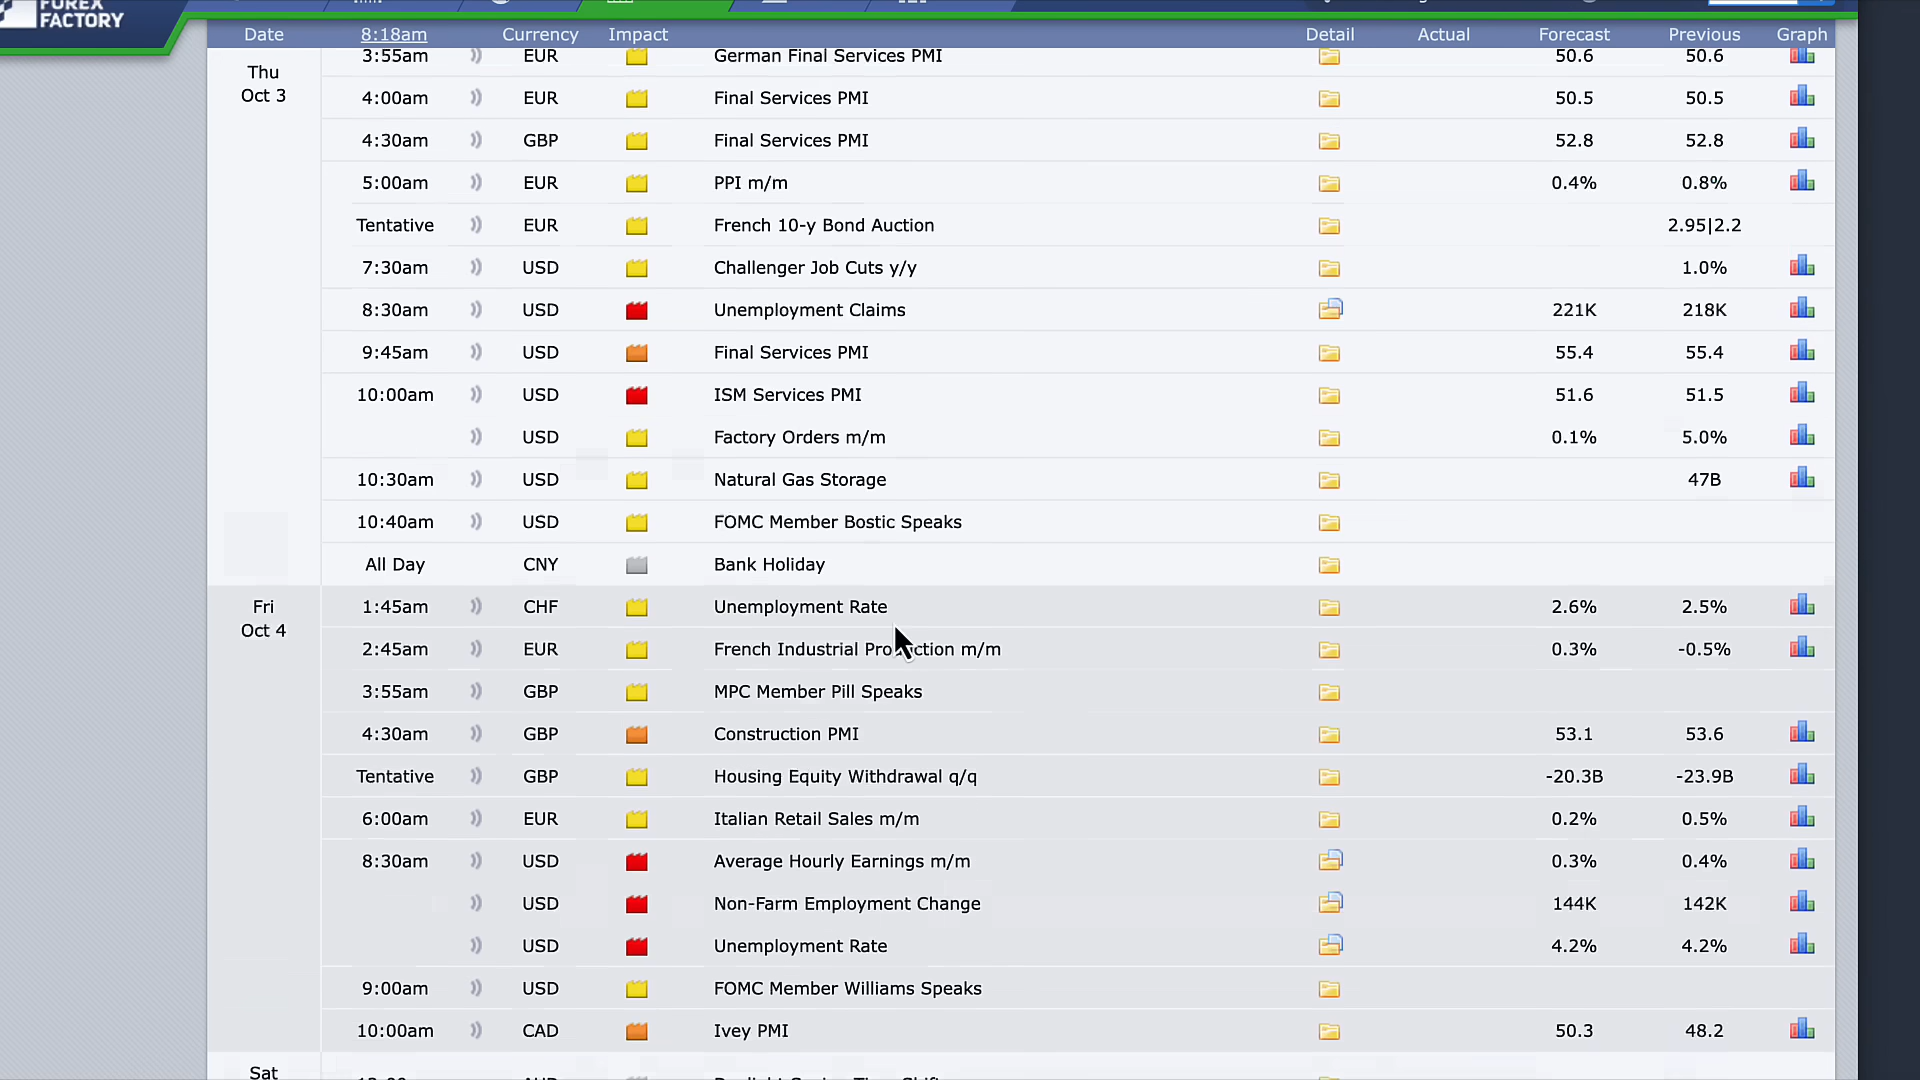 FOREX
FACTORY
Date 8:18am Currency Impact Detail Actual Forecast Previous Graph
Thu
Oct 3
3:55am EUR German Final Services PMI 50.6 50.6
4:00am EUR Final Services PMI 50.5 50.5
4:30am GBP Final Services PMI 52.8 52.8
5:00am EUR PPI m/m 0.4% 0.8%
Tentative EUR French 10-y Bond Auction 2.95|2.2
7:30am USD Challenger Job Cuts y/y 1.0%
8:30am USD Unemployment Claims 221K 218K
9:45am USD Final Services PMI 55.4 55.4
10:00am USD ISM Services PMI 51.6 51.5
USD Factory Orders m/m 0.1% 5.0%
10:30am USD Natural Gas Storage 47B
10:40am USD FOMC Member Bostic Speaks
All Day CNY Bank Holiday
Fri
Oct 4
1:45am CHF Unemployment Rate 2.6% 2.5%
2:45am EUR French Industrial Production m/m 0.3% -0.5%
3:55am GBP MPC Member Pill Speaks
4:30am GBP Construction PMI 53.1 53.6
Tentative GBP Housing Equity Withdrawal q/q -20.3B -23.9B
6:00am EUR Italian Retail Sales m/m 0.2% 0.5%
8:30am USD Average Hourly Earnings m/m 0.3% 0.4%
USD Non-Farm Employment Change 144K 142K
USD Unemployment Rate 4.2% 4.2%
9:00am USD FOMC Member Williams Speaks
10:00am CAD Ivey PMI 50.3 48.2
Sat